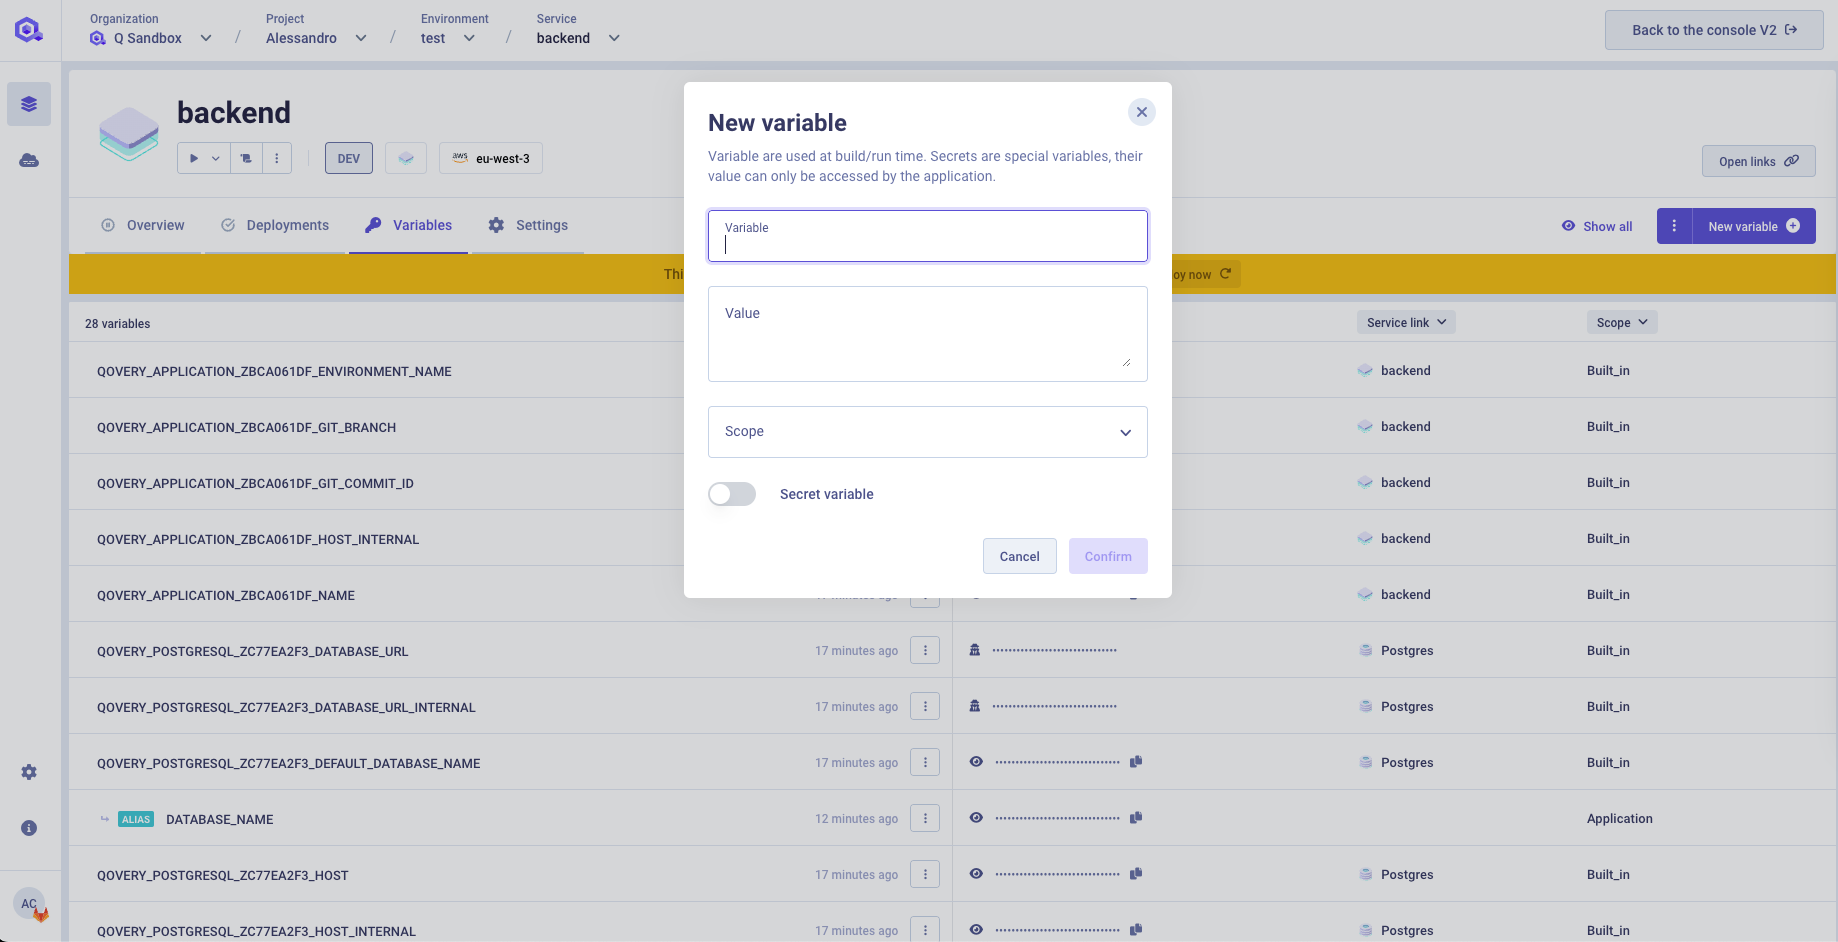 Organization
Q Sandbox
/
Project
Alessandro
/
Environment
test
/
Service
backend
Back to the console V2
backend
DEV
aws eu-west-3
Open links
Overview
Deployments
Variables
Settings
Show all
New variable
now
28 variables
Service link
Scope
QOVERY_APPLICATION_ZBCA061DF_ENVIRONMENT_NAME
backend
Built_in
QOVERY_APPLICATION_ZBCA061DF_GIT_BRANCH
backend
Built_in
QOVERY_APPLICATION_ZBCA061DF_GIT_COMMIT_ID
backend
Built_in
QOVERY_APPLICATION_ZBCA061DF_HOST_INTERNAL
backend
Built_in
QOVERY_APPLICATION_ZBCA061DF_NAME
backend
Built_in
QOVERY_POSTGRESQL_ZC77EA2F3_DATABASE_URL
17 minutes ago
Postgres
Built_in
QOVERY_POSTGRESQL_ZC77EA2F3_DATABASE_URL_INTERNAL
17 minutes ago
Postgres
Built_in
QOVERY_POSTGRESQL_ZC77EA2F3_DEFAULT_DATABASE_NAME
17 minutes ago
Postgres
Built_in
ALIAS DATABASE_NAME
12 minutes ago
Application
QOVERY_POSTGRESQL_ZC77EA2F3_HOST
17 minutes ago
Postgres
Built_in
QOVERY_POSTGRESQL_ZC77EA2F3_HOST_INTERNAL
17 minutes ago
Postgres
Built_in
AC
New variable
Variable are used at build/run time. Secrets are special variables, their
value can only be accessed by the application.
Variable
Value
Scope
Secret variable
Cancel
Confirm